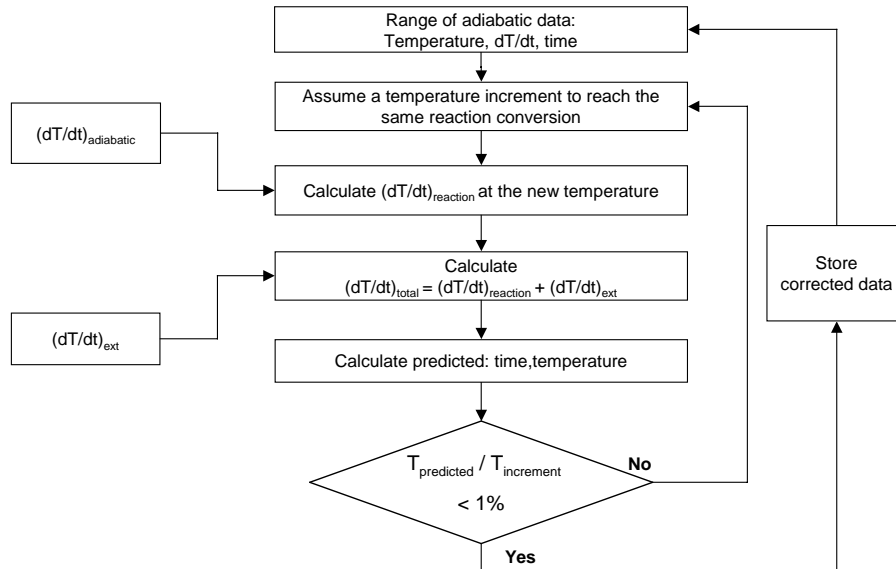 Range of adiabatic data:
Temperature, dT/dt, time
Assume a temperature increment to reach the
same reaction conversion
(dT/dt)adiabatic
Calculate (dT/dt)reaction at the new temperature
Calculate
(dT/dt)total = (dT/dt)reaction + (dT/dt)ext
Store
corrected data
(dT/dt)ext
Calculate predicted: time,temperature
Tpredicted / Tincrement
< 1%
No
Yes